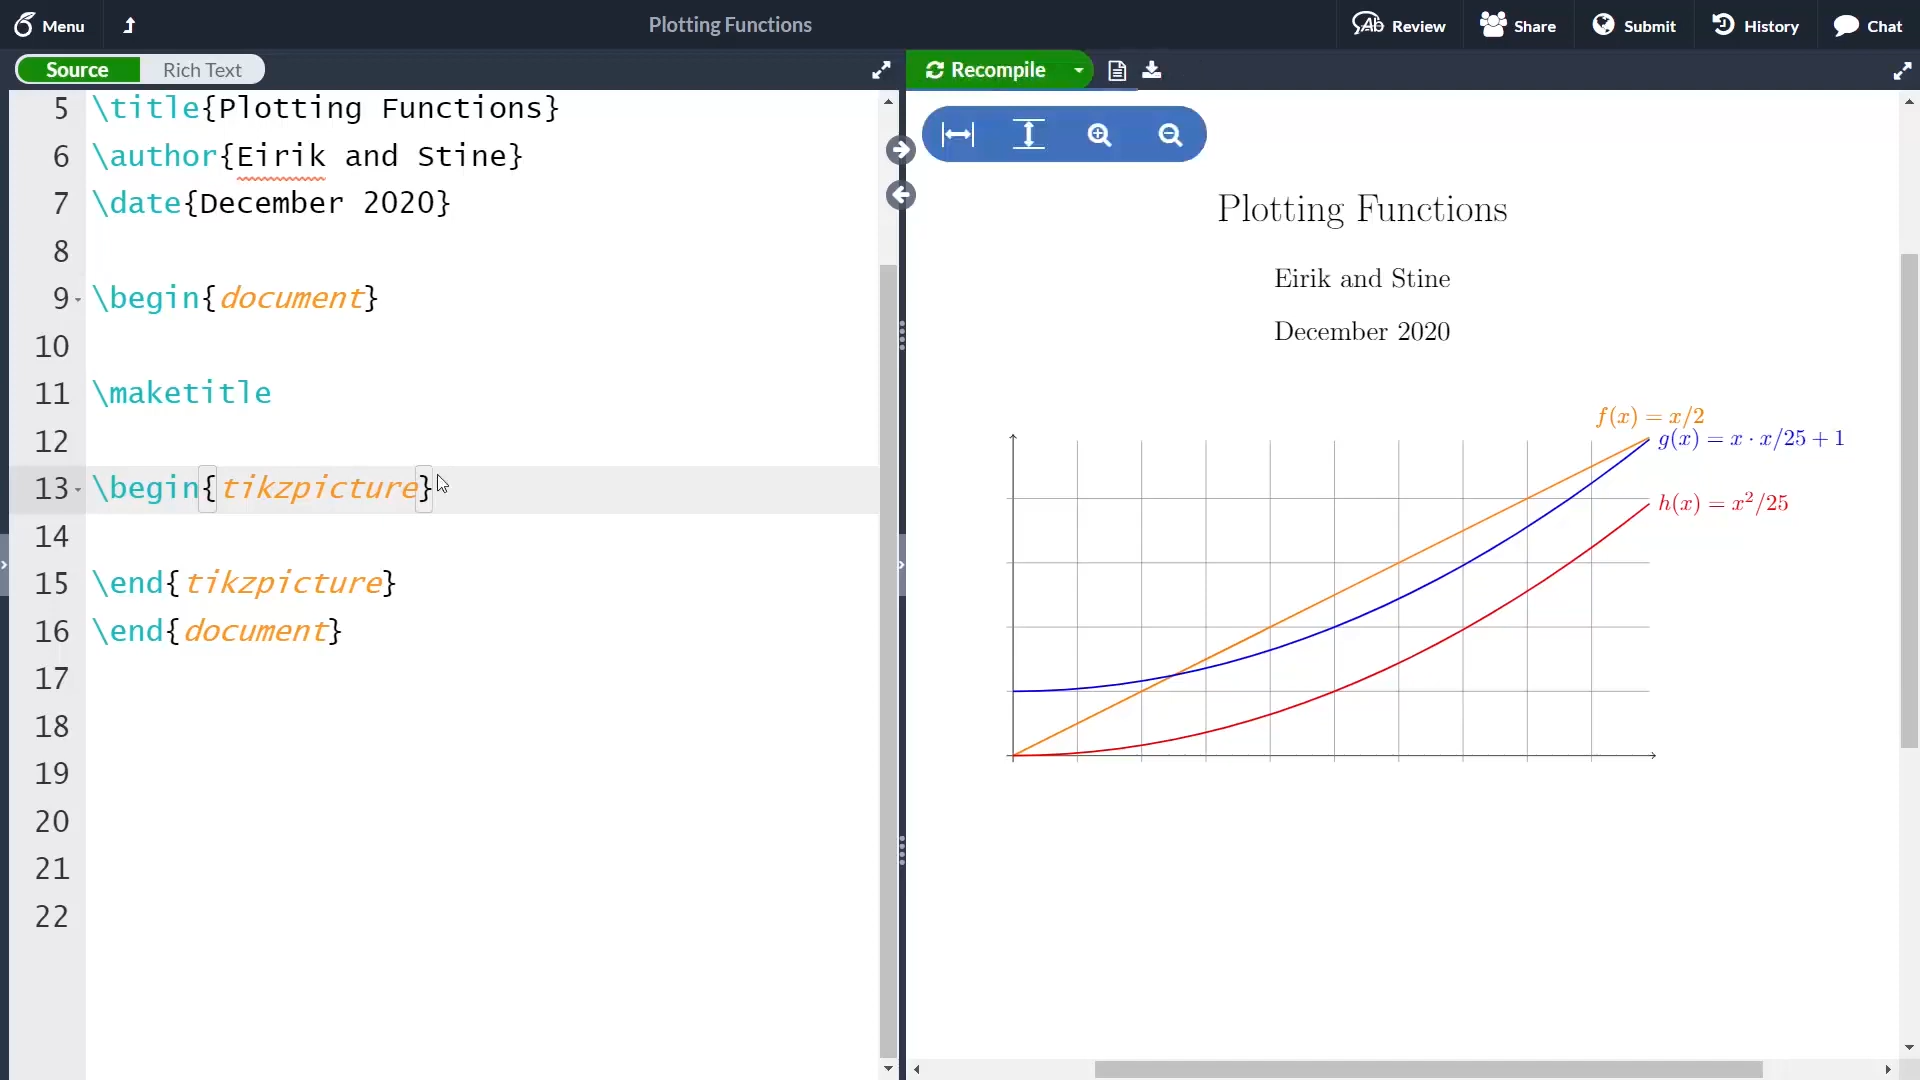 Menu
Plotting Functions
Review
Share
Submit
History
Chat
Source
Rich Text
Recompile
5 \title{Plotting Functions}
6 \author{Eirik and Stine}
7 \date{December 2020}
8
9 \begin{document}
10
11 \maketitle
12
13 \begin{tikzpicture}
14
15 \end{tikzpicture}
16 \end{document}
17
18
19
20
21
22
Plotting Functions
Eirik and Stine
December 2020
f(x) = x/2
g(x) = x · x/25 + 1
h(x) = x²/25